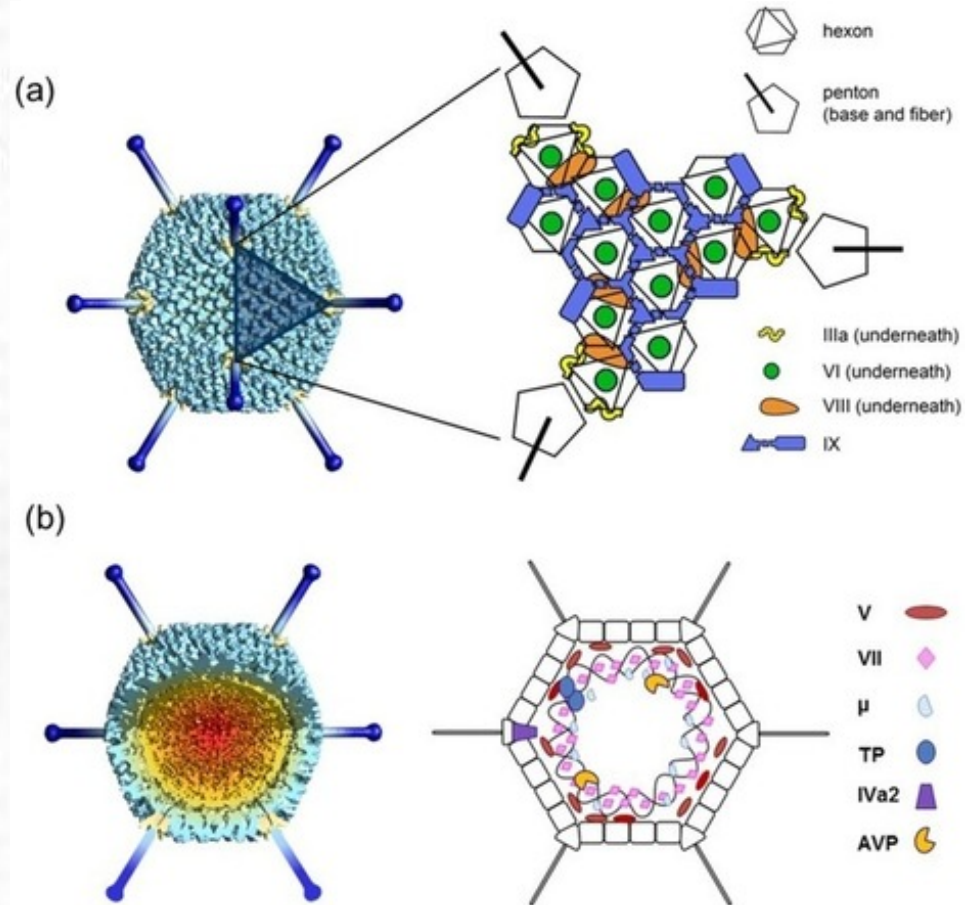 (a)
hexon
penton
(base and fiber)
IIIa (underneath)
VI (underneath)
VIII (underneath)
IX
(b)
V
VII
µ
TP
IVa2
AVP